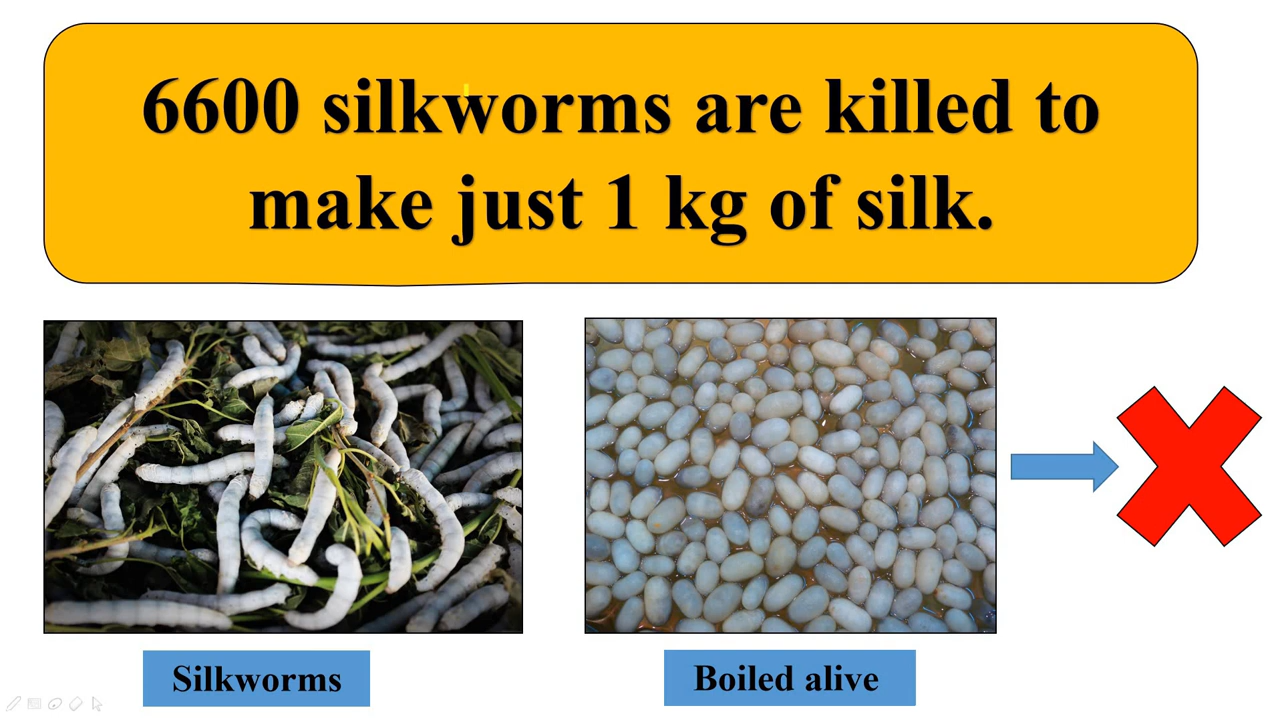 6600 silkworms are killed to
make just 1 kg of silk.
Silkworms
Boiled alive